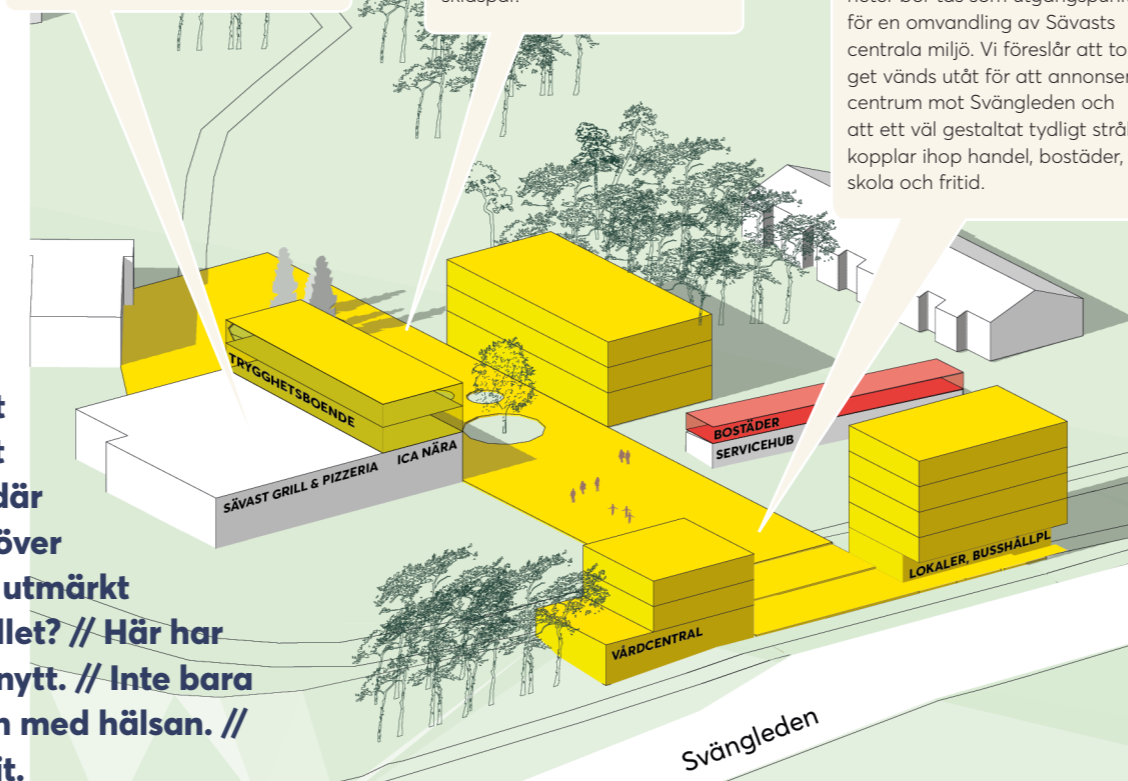 för en omvandling av Sävasts
centrala miljö. Vi föreslår att to
get vänds utåt för att annonser
centrum mot Svängleden och
att ett väl gestaltat tydligt stråk
kopplar ihop handel, bostäder,
skola och fritid.
TRYGGHETSBOENDE
SÄVAST GRILL & PIZZERIA
ICA NÄRA
BOSTÄDER
SERVICEHUB
LOKALER, BUSSHÅLLPL
VÅRDCENTRAL
Svängleden
t
t
där
över
utmärkt
llet? // Här har
nytt. // Inte bara
n med hälsan. //
it.